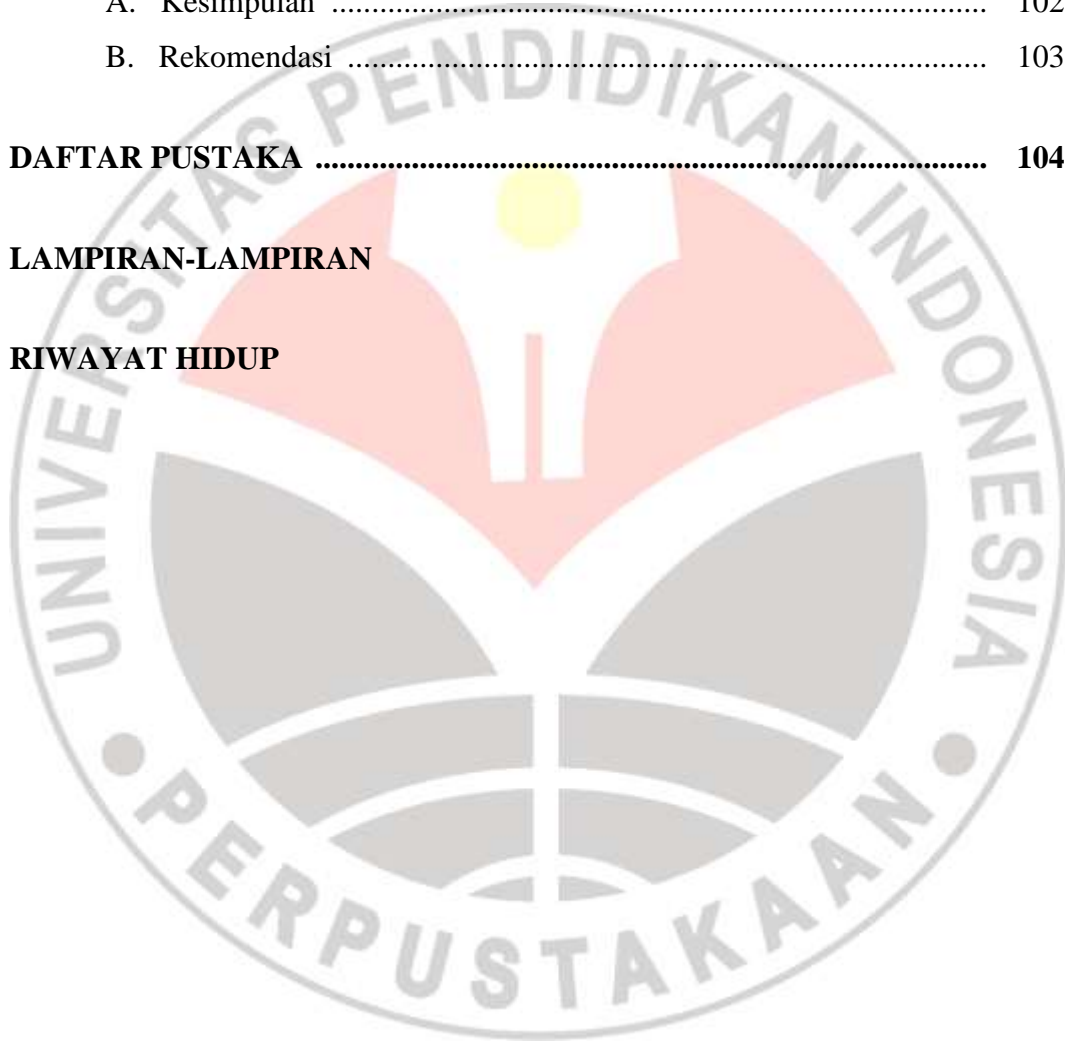 A. Kesimpulan ........................................................................................ 102
B. Rekomendasi ..................................................................................... 103
DAFTAR PUSTAKA ....................................................................................... 104
LAMPIRAN-LAMPIRAN
RIWAYAT HIDUP
UNIVERSITAS PENDIDIKAN INDONESIA
PERPUSTAKAAN